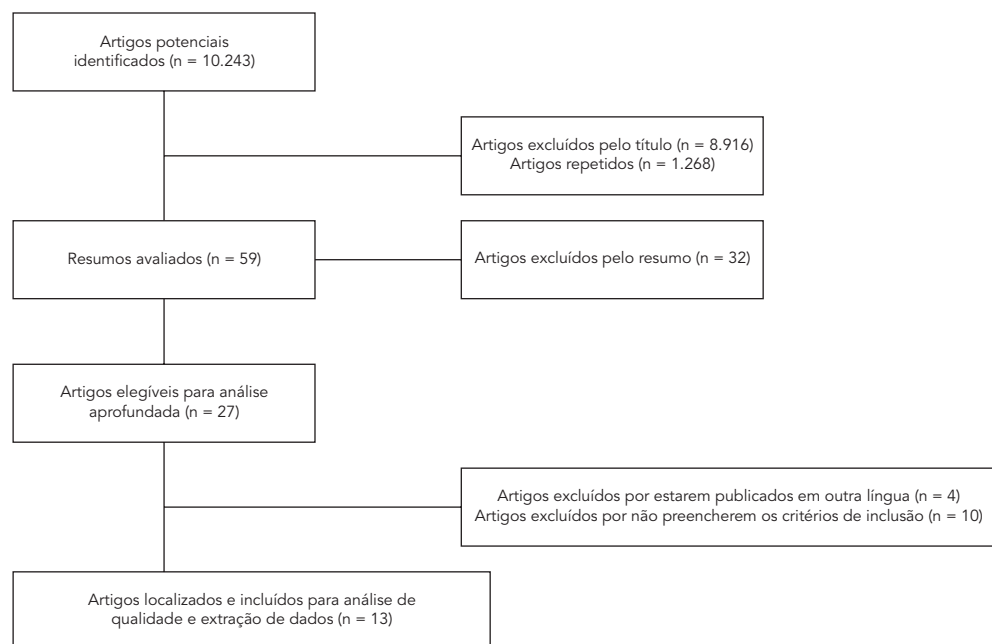 Artigos potenciais
identificados (n = 10.243)
Artigos excluídos pelo título (n = 8.916)
Artigos repetidos (n = 1.268)
Resumos avaliados (n = 59)
Artigos excluídos pelo resumo (n = 32)
Artigos elegíveis para análise
aprofundada (n = 27)
Artigos excluídos por estarem publicados em outra língua (n = 4)
Artigos excluídos por não preencherem os critérios de inclusão (n = 10)
Artigos localizados e incluídos para análise de
qualidade e extração de dados (n = 13)